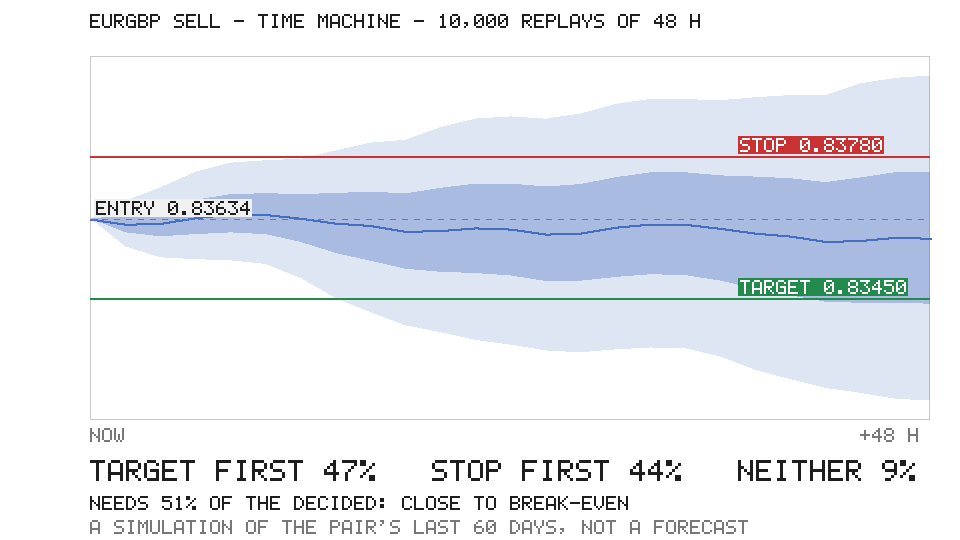 EURGBP SELL – TIME MACHINE – 10,000 REPLAYS OF 48 H
STOP 0.83780
ENTRY 0.83634
TARGET 0.83450
NOW +48 H
TARGET FIRST 47% STOP FIRST 44% NEITHER 9%
NEEDS 51% OF THE DECIDED: CLOSE TO BREAK-EVEN
A SIMULATION OF THE PAIR'S LAST 60 DAYS, NOT A FORECAST